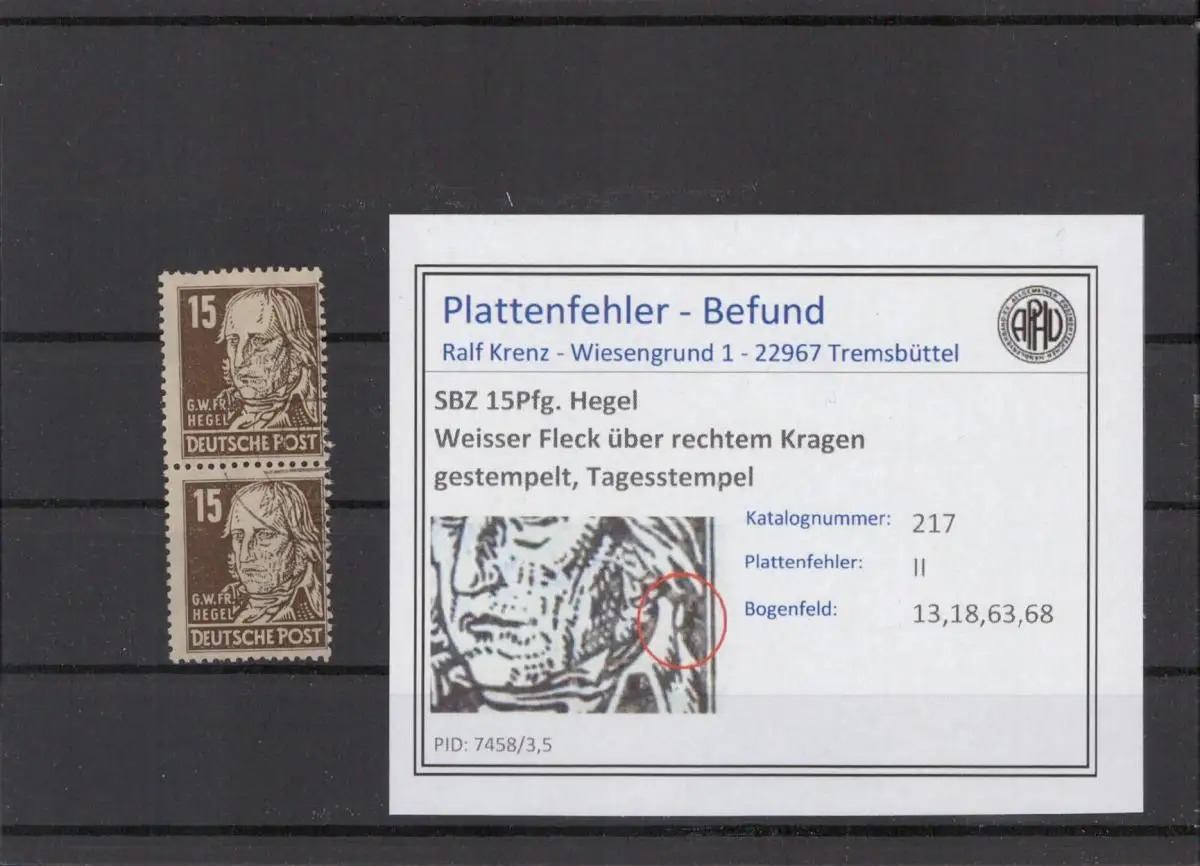 15
G.W.FR.
HEGEL
DEUTSCHE POST
15
G.W.FR.
HEGEL
DEUTSCHE POST
Plattenfehler - Befund
Ralf Krenz - Wiesengrund 1 - 22967 Tremsbüttel
APHV
SBZ 15Pfg. Hegel
Weisser Fleck über rechtem Kragen
gestempelt, Tagesstempel
Katalognummer: 217
Plattenfehler: II
Bogenfeld: 13,18,63,68
PID: 7458/3,5